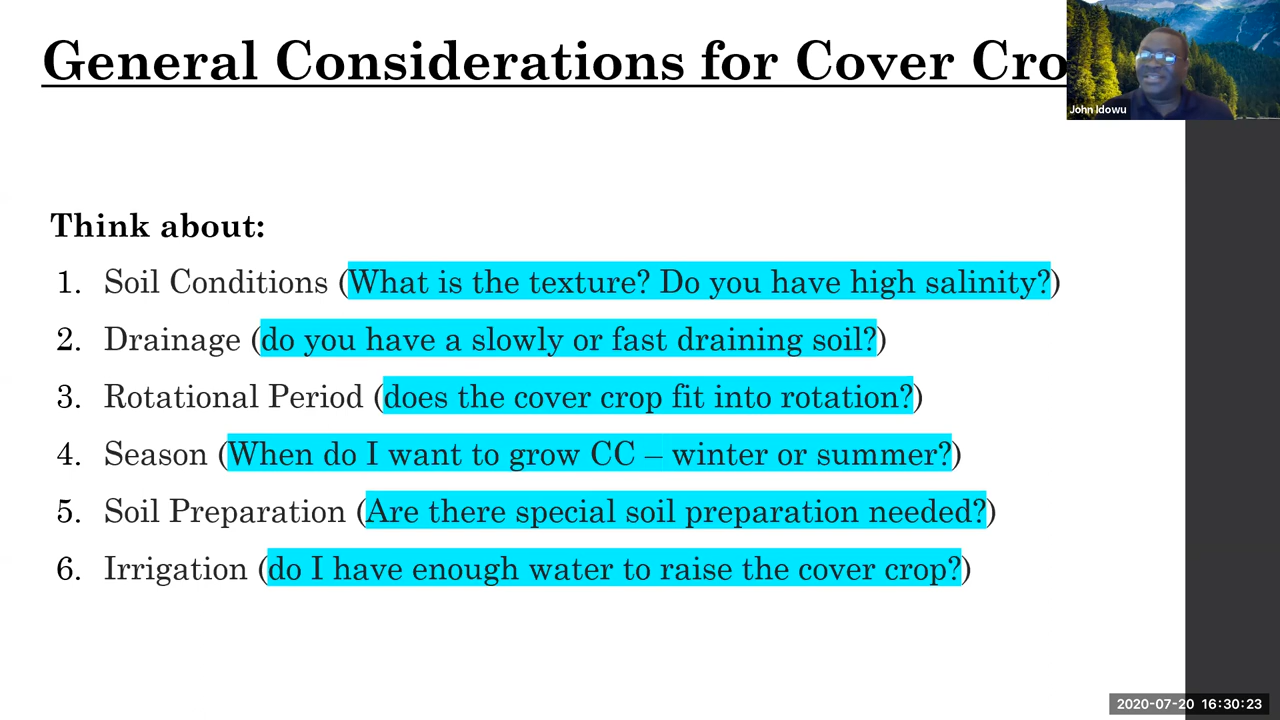 General Considerations for Cover Cro
John Idowu
Think about:
1. Soil Conditions (What is the texture? Do you have high salinity?)
2. Drainage (do you have a slowly or fast draining soil?)
3. Rotational Period (does the cover crop fit into rotation?)
4. Season (When do I want to grow CC – winter or summer?)
5. Soil Preparation (Are there special soil preparation needed?)
6. Irrigation (do I have enough water to raise the cover crop?)
2020-07-20 16:30:23